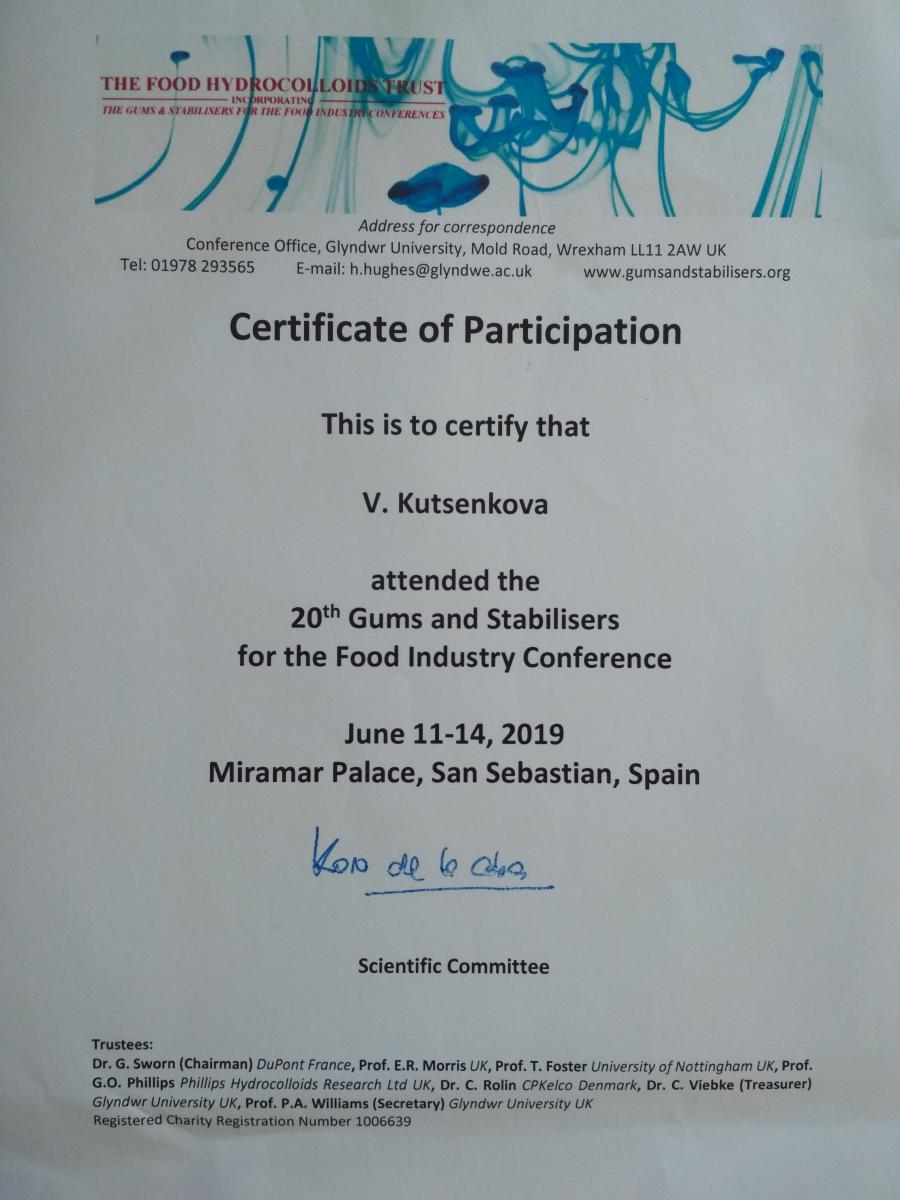 THE FOOD HYDROCOLLOIDS TRUST
INCORPORATING
THE GUMS & STABILISERS FOR THE FOOD INDUSTRY CONFERENCES
Address for correspondence
Conference Office, Glyndwr University, Mold Road, Wrexham LL11 2AW UK
Tel: 01978 293565 E-mail: h.hughes@glyndwe.ac.uk www.gumsandstabilisers.org
Certificate of Participation
This is to certify that
V. Kutsenkova
attended the
20th Gums and Stabilisers
for the Food Industry Conference
June 11-14, 2019
Miramar Palace, San Sebastian, Spain
de
Scientific Committee
Trustees:
Dr. G. Sworn (Chairman) DuPont France, Prof. E.R. Morris UK, Prof. T. Foster University of Nottingham UK, Prof.
G.O. Phillips Phillips Hydrocolloids Research Ltd UK, Dr. C. Rolin CPKelco Denmark, Dr. C. Viebke (Treasurer)
Glyndwr University UK, Prof. P.A. Williams (Secretary) Glyndwr University UK
Registered Charity Registration Number 1006639